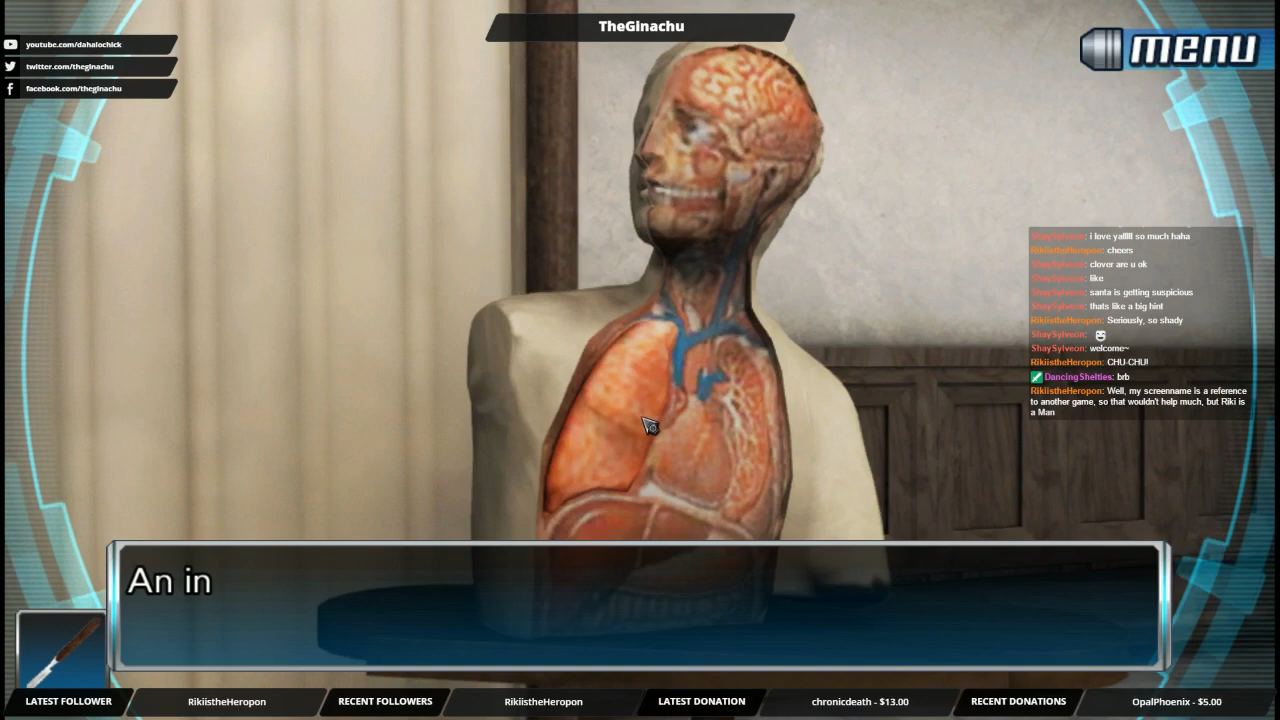 TheGInachu
youtube.com/dahalochick
twitter.com/theginachu
facebook.com/theginachu
MENU
ShaySylveon: i love yalllll so much haha
RikiistheHeropon: cheers
ShaySylveon: clover are u ok
ShaySylveon: like
ShaySylveon: santa is getting suspicious
ShaySylveon: thats like a big hint
RikiistheHeropon: Seriously, so shady
ShaySylveon:
ShaySylveon: welcome~
RikiistheHeropon: CHU-CHU!
DancingShelties: brb
RikiistheHeropon: Well, my screenname is a reference
to another game, so that wouldn't help much, but Riki is
a Man
An in
LATEST FOLLOWER RikiistheHeropon RECENT FOLLOWERS RikiistheHeropon LATEST DONATION chronicdeath - $13.00 RECENT DONATIONS OpalPhoenix - $5.00